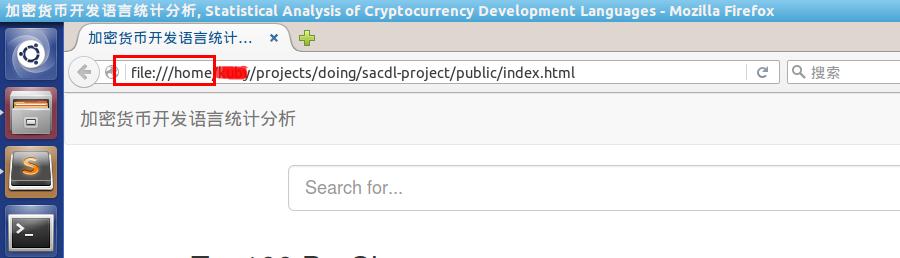 加密货币开发语言统计分析, Statistical Analysis of Cryptocurrency Development Languages - Mozilla Firefox
加密货币开发语言统计...
file:///home/ /projects/doing/sacdl-project/public/index.html
搜索
加密货币开发语言统计分析
Search for...